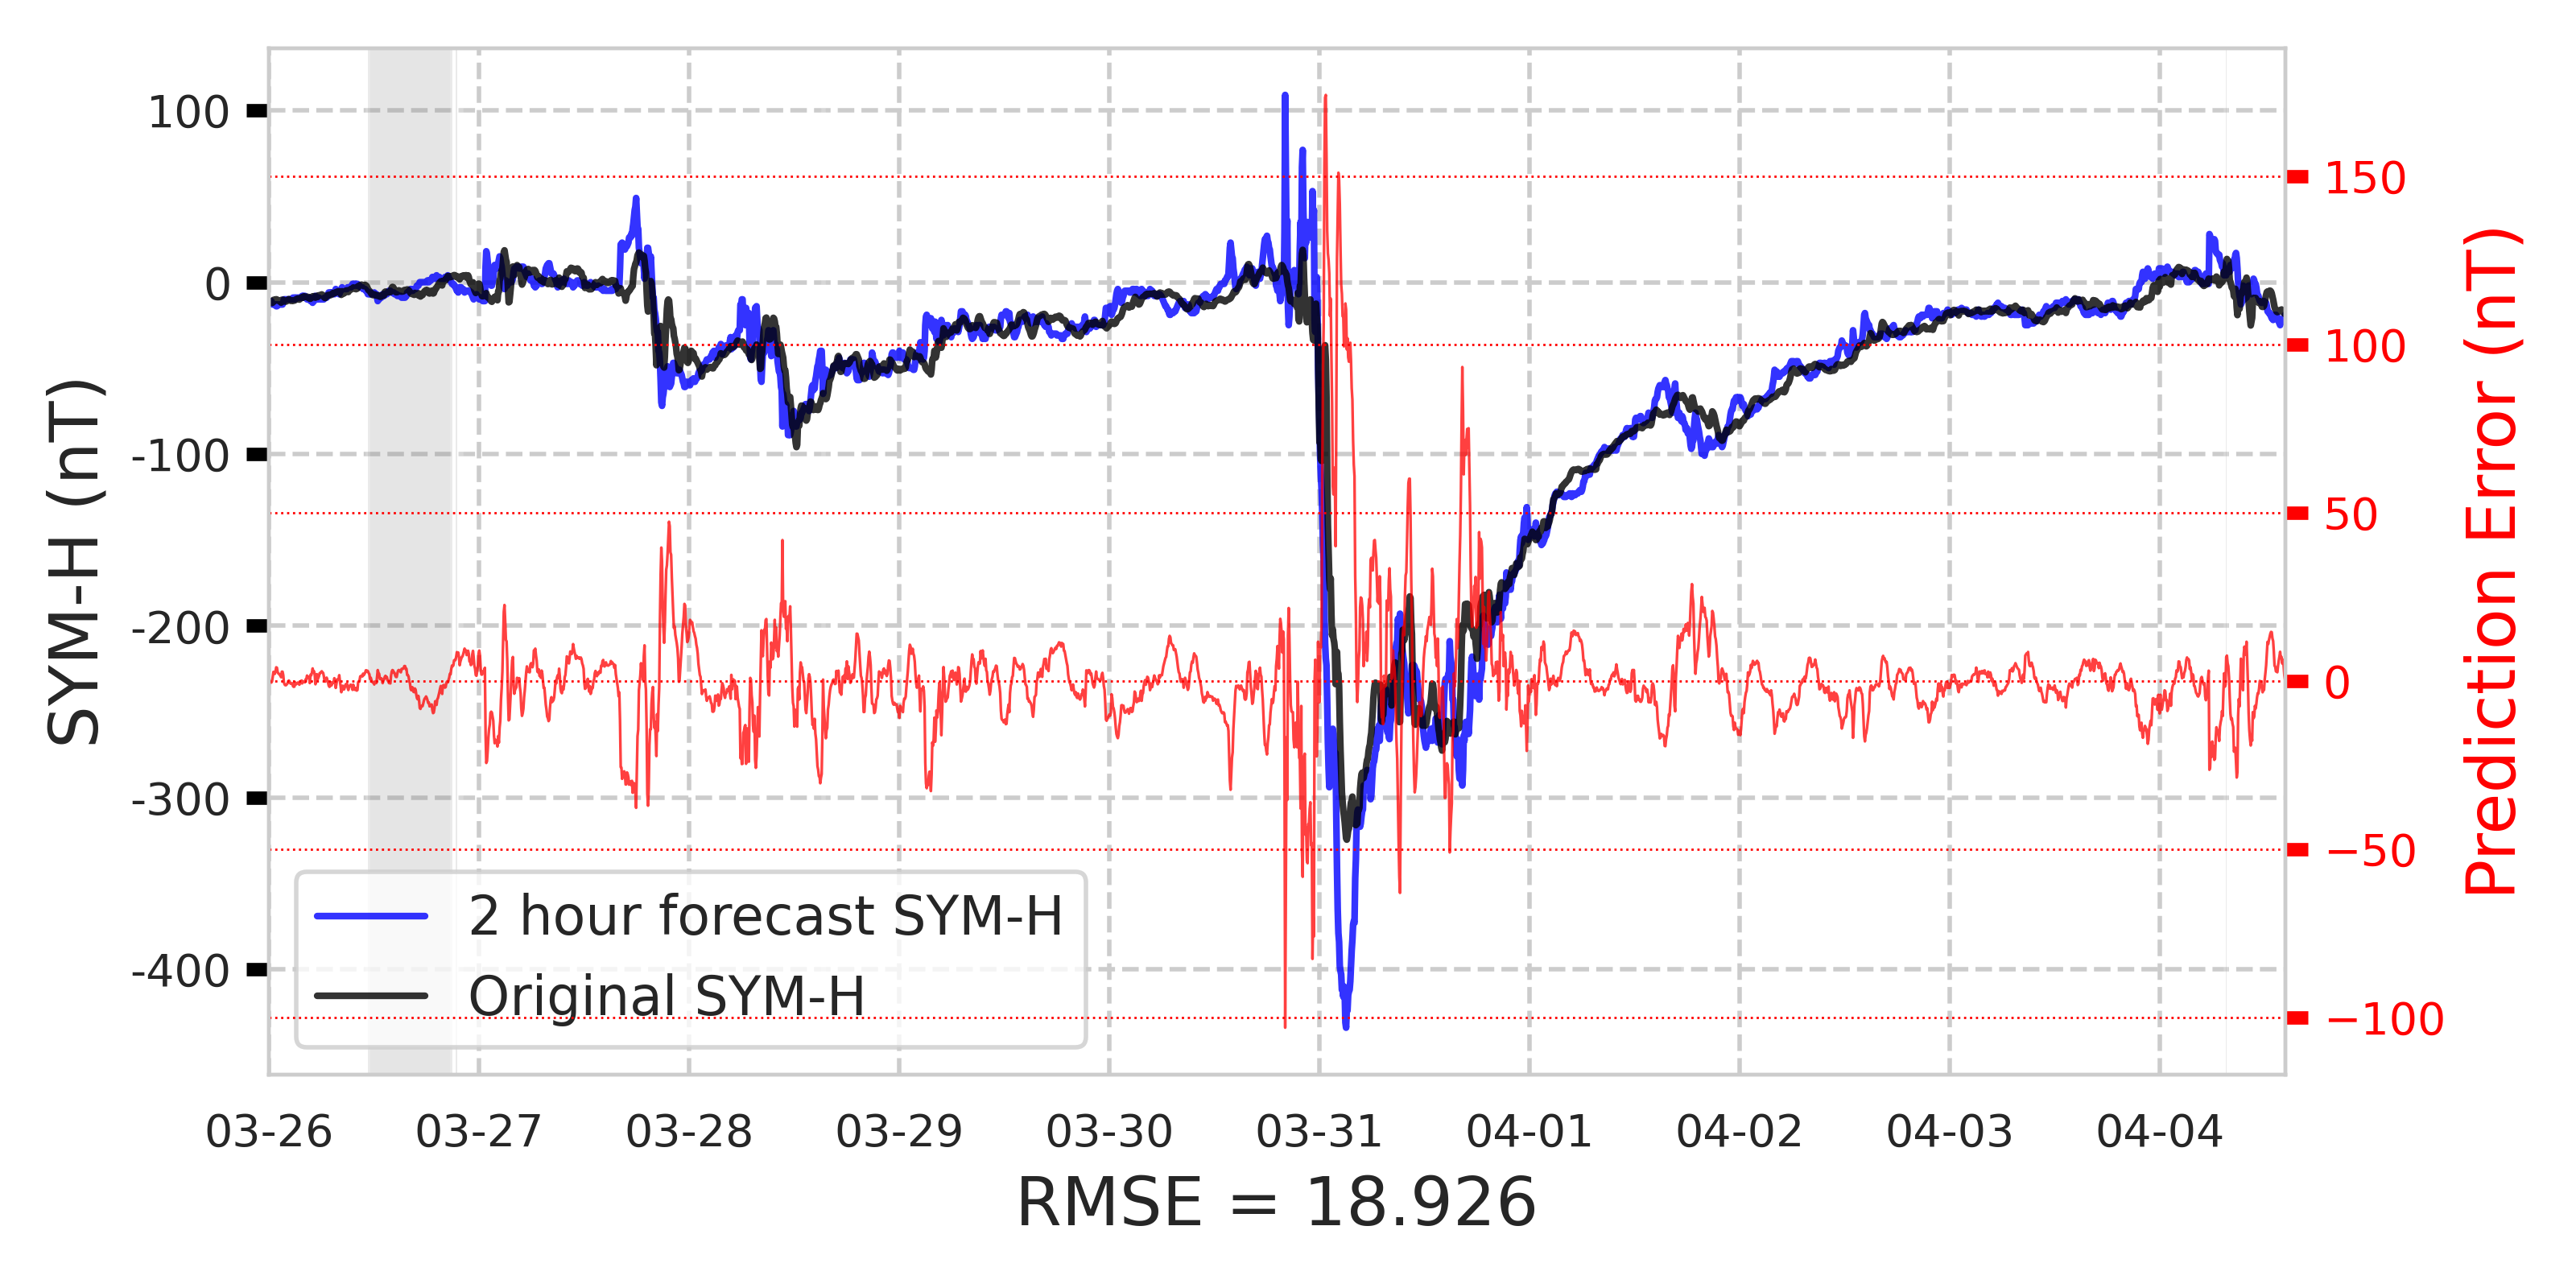 SYM-H (nT)
100
0
-100
-200
-300
-400
2 hour forecast SYM-H
Original SYM-H
150
100
50
0
−50
−100
Prediction Error (nT)
03-26 03-27 03-28 03-29 03-30 03-31 04-01 04-02 04-03 04-04
RMSE = 18.926